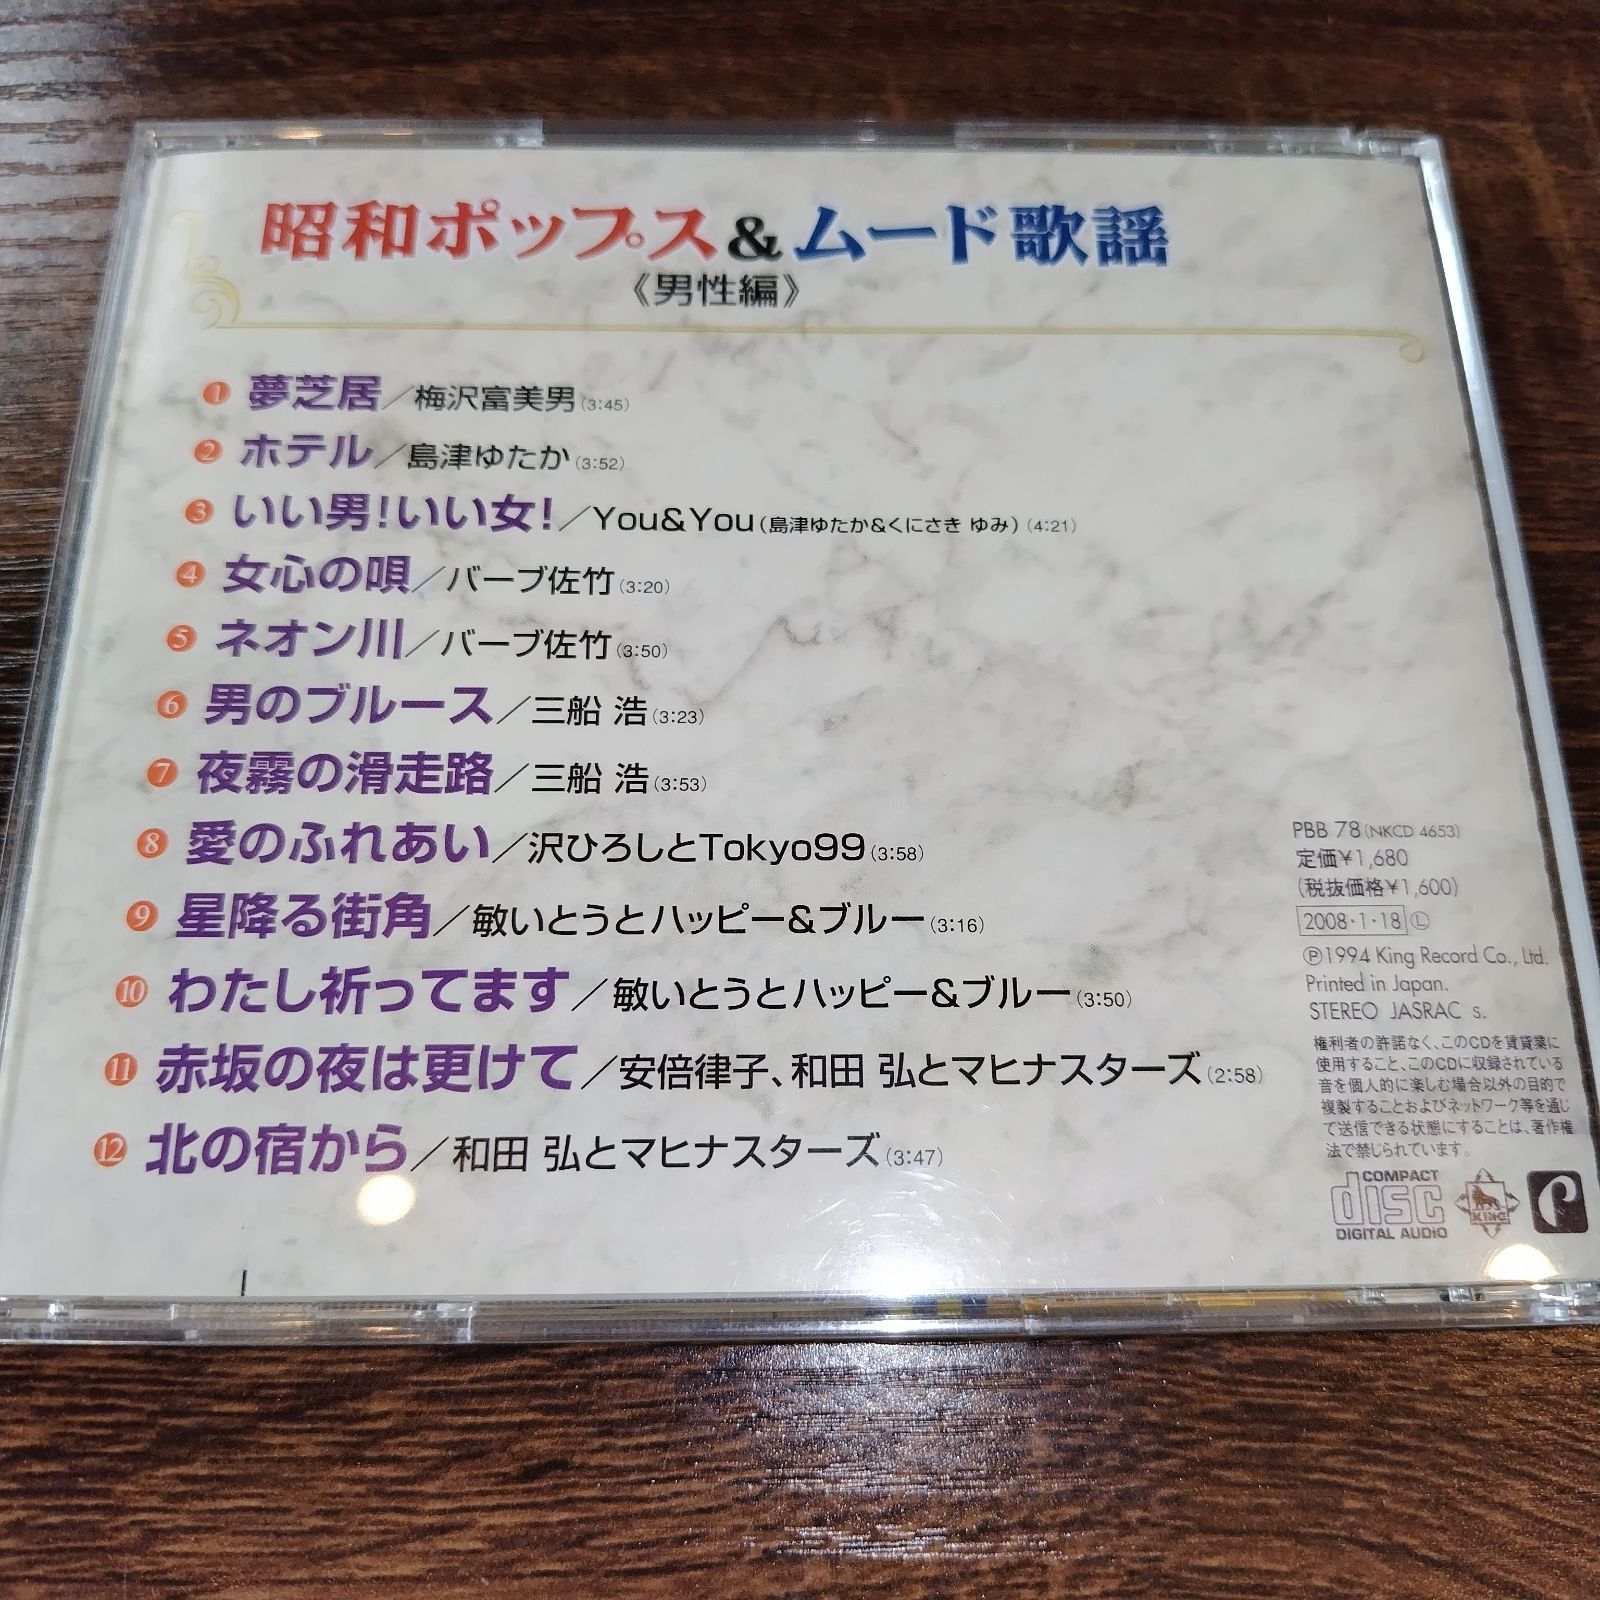 昭和ポップス&ムード歌謡
《男性編》
❶ 夢芝居／梅沢富美男(3:45)
❷ ホテル／島津ゆたか(3:52)
❸ いい男!いい女!／You&You(島津ゆたか&くにさき ゆみ)(4:21)
❹ 女心の唄／バーブ佐竹(3:20)
❺ ネオン川／バーブ佐竹(3:50)
❻ 男のブルース／三船 浩(3:23)
❼ 夜霧の滑走路／三船 浩(3:53)
❽ 愛のふれあい／沢ひろしとTokyo99(3:58)
❾ 星降る街角／敏いとうとハッピー&ブルー(3:16)
❿ わたし祈ってます／敏いとうとハッピー&ブルー(3:50)
⓫ 赤坂の夜は更けて／安倍律子、和田 弘とマヒナスターズ(2:58)
⓬ 北の宿から／和田 弘とマヒナスターズ(3:47)
PBB 78(NKCD 4653)
定価¥1,680
(税抜価格¥1,600)
2008・1・18 Ⓛ
Ⓟ1994 King Record Co., Ltd.
Printed in Japan.
STEREO JASRAC s.
権利者の許諾なく、このCDを賃貸業に
使用すること、このCDに収録されている
音を個人的に楽しむ場合以外の目的で
複製することおよびネットワーク等を通じ
て送信できる状態にすることは、著作権
法で禁じられています。
COMPACT
disc
DIGITAL AUDIO
KING